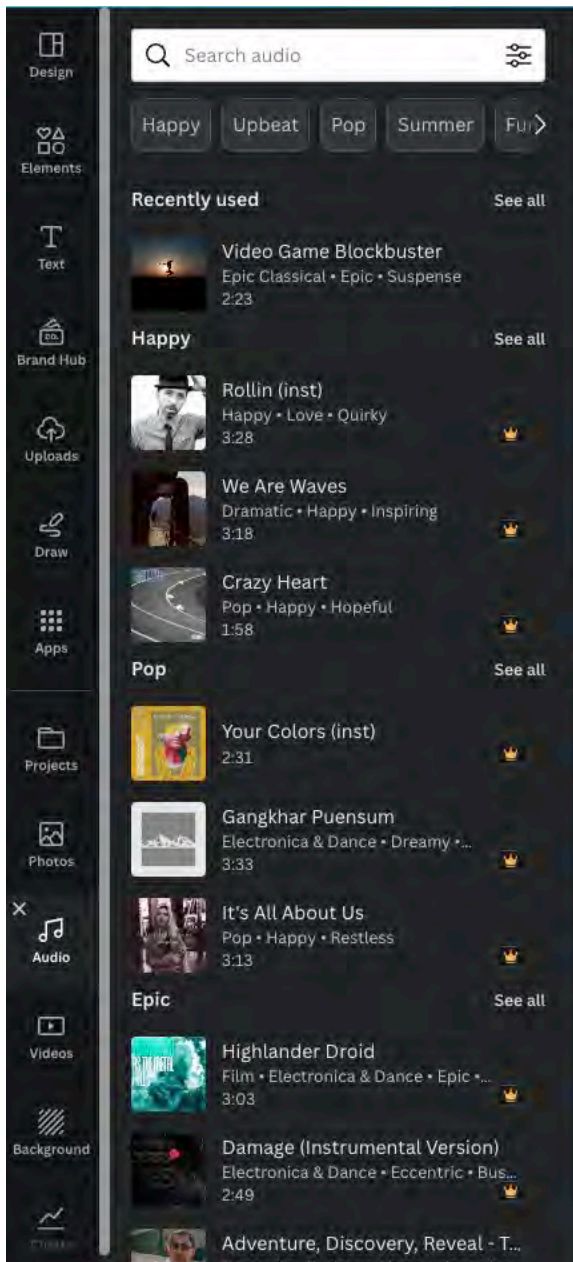 Design
Elements
Text
CO.
Brand Hub
Uploads
Draw
Apps
Projects
Photos
Audio
Videos
Background
Search audio
Happy
Upbeat
Pop
Summer
Recently used
See all
Video Game Blockbuster
Epic Classical • Epic • Suspense
2:23
Happy
See all
Rollin (inst)
Happy • Love • Quirky
3:28
We Are Waves
Dramatic • Happy • Inspiring
3:18
Crazy Heart
Pop • Happy • Hopeful
1:58
Pop
See all
Your Colors (inst)
2:31
Gangkhar Puensum
Electronica & Dance • Dreamy •...
3:33
It's All About Us
Pop • Happy • Restless
3:13
Epic
See all
Highlander Droid
Film • Electronica & Dance • Epic •...
3:03
Damage (Instrumental Version)
Electronica & Dance • Eccentric • Bus...
2:49
Adventure, Discovery, Reveal - T...